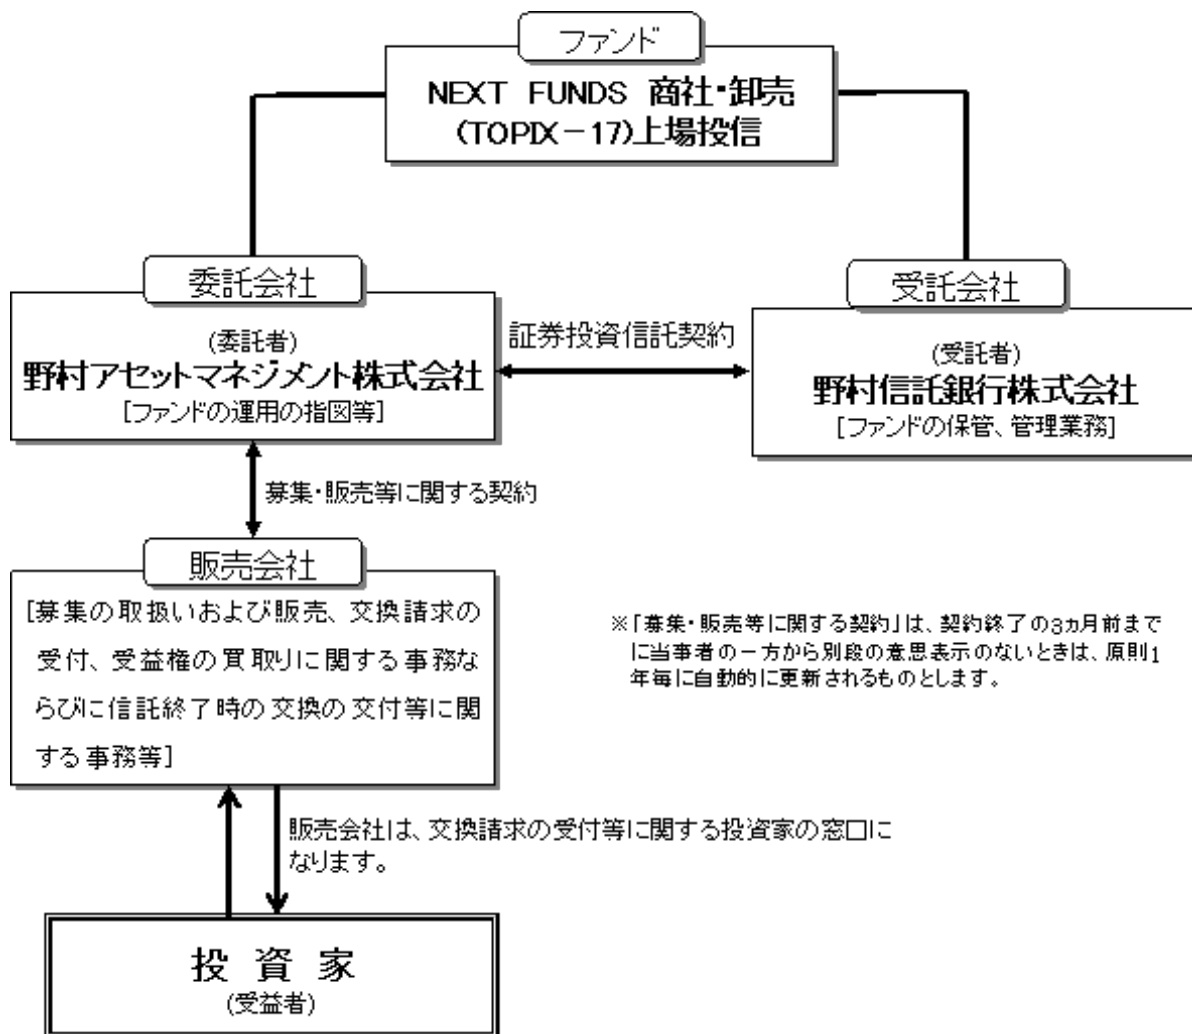 ファンド
NEXT FUNDS 商社・卸売
(TOPIX－17)上場投信
委託会社
(委託者)
野村アセットマネジメント株式会社
[ファンドの運用の指図等]
証券投資信託契約
受託会社
(受託者)
野村信託銀行株式会社
[ファンドの保管、管理業務]
募集・販売等に関する契約
販売会社
[募集の取扱いおよび販売、交換請求の
受付、受益権の買取りに関する事務な
らびに信託終了時の交換の交付等に関
する事務等]
※「募集・販売等に関する契約」は、契約終了の3ヵ月前まで
に当事者の一方から別段の意思表示のないときは、原則1
年毎に自動的に更新されるものとします。
販売会社は、交換請求の受付等に関する投資家の窓口に
なります。
投資家
(受益者)